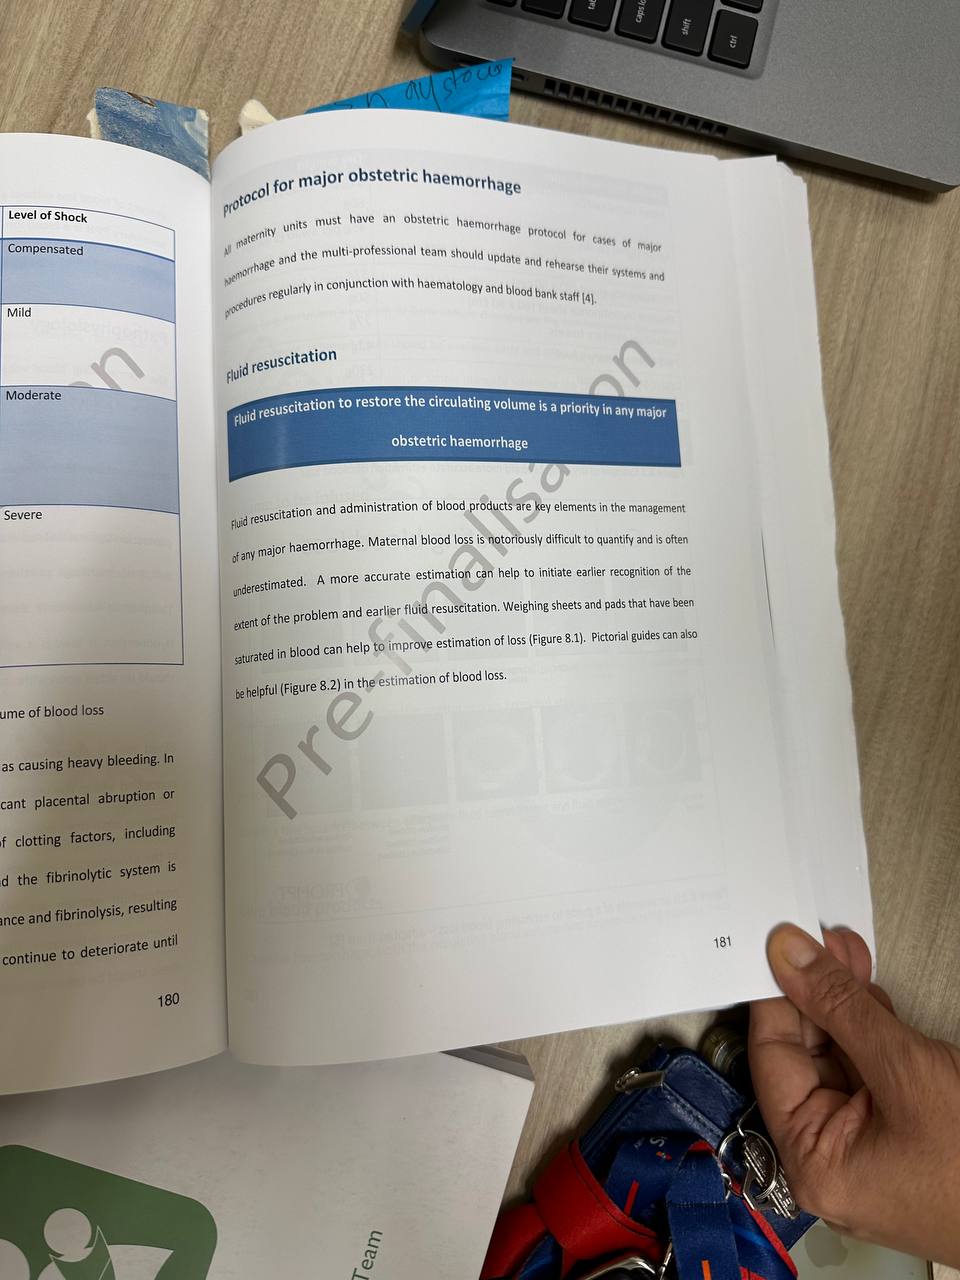 tab
caps lo
shift
ctrl
Level of Shock
Compensated
Mild
Moderate
Severe
ume of blood loss
as causing heavy bleeding. In
cant placental abruption or
f clotting factors, including
d the fibrinolytic system is
ance and fibrinolysis, resulting
continue to deteriorate until
180
Protocol for major obstetric haemorrhage
All maternity units must have an obstetric haemorrhage protocol for cases of major
haemorrhage and the multi-professional team should update and rehearse their systems and
procedures regularly in conjunction with haematology and blood bank staff [4].
Fluid resuscitation
Fluid resuscitation to restore the circulating volume is a priority in any major
obstetric haemorrhage
Fluid resuscitation and administration of blood products are key elements in the management
of any major haemorrhage. Maternal blood loss is notoriously difficult to quantify and is often
underestimated. A more accurate estimation can help to initiate earlier recognition of the
extent of the problem and earlier fluid resuscitation. Weighing sheets and pads that have been
saturated in blood can help to improve estimation of loss (Figure 8.1). Pictorial guides can also
be helpful (Figure 8.2) in the estimation of blood loss.
Pre-finalisation
on
181
Team